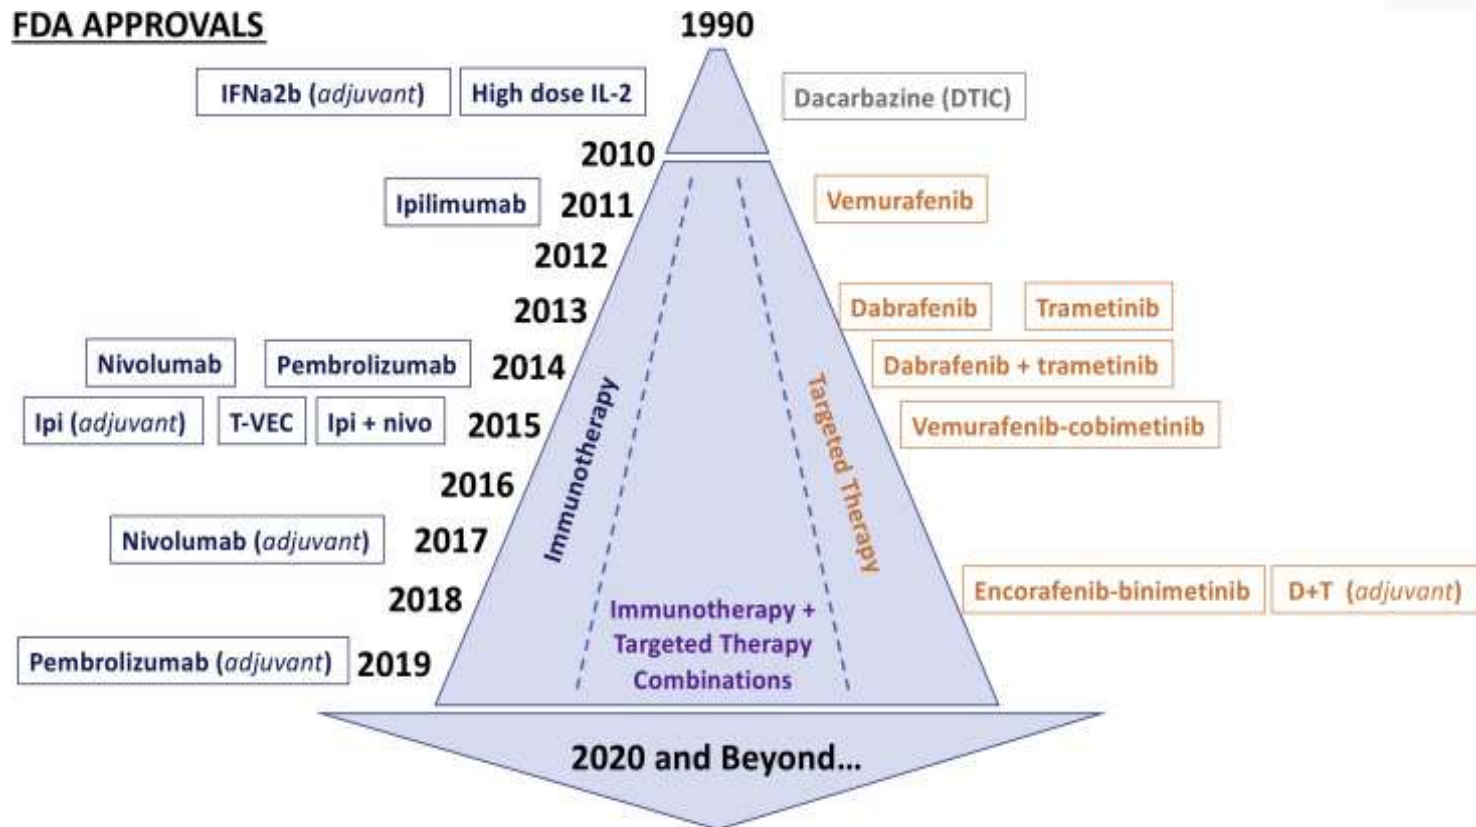 FDA APPROVALS
1990
IFNa2b (adjuvant)
High dose IL-2
Dacarbazine (DTIC)
2010
Ipilimumab
2011
Vemurafenib
2012
2013
Dabrafenib
Trametinib
Nivolumab
Pembrolizumab
2014
Dabrafenib + trametinib
Ipi (adjuvant)
T-VEC
Ipi + nivo
2015
Vemurafenib-cobimetinib
Immunotherapy
Targeted Therapy
2016
Nivolumab (adjuvant)
2017
2018
Encorafenib-binimetinib
D+T (adjuvant)
Immunotherapy +
Targeted Therapy
Combinations
Pembrolizumab (adjuvant)
2019
2020 and Beyond...